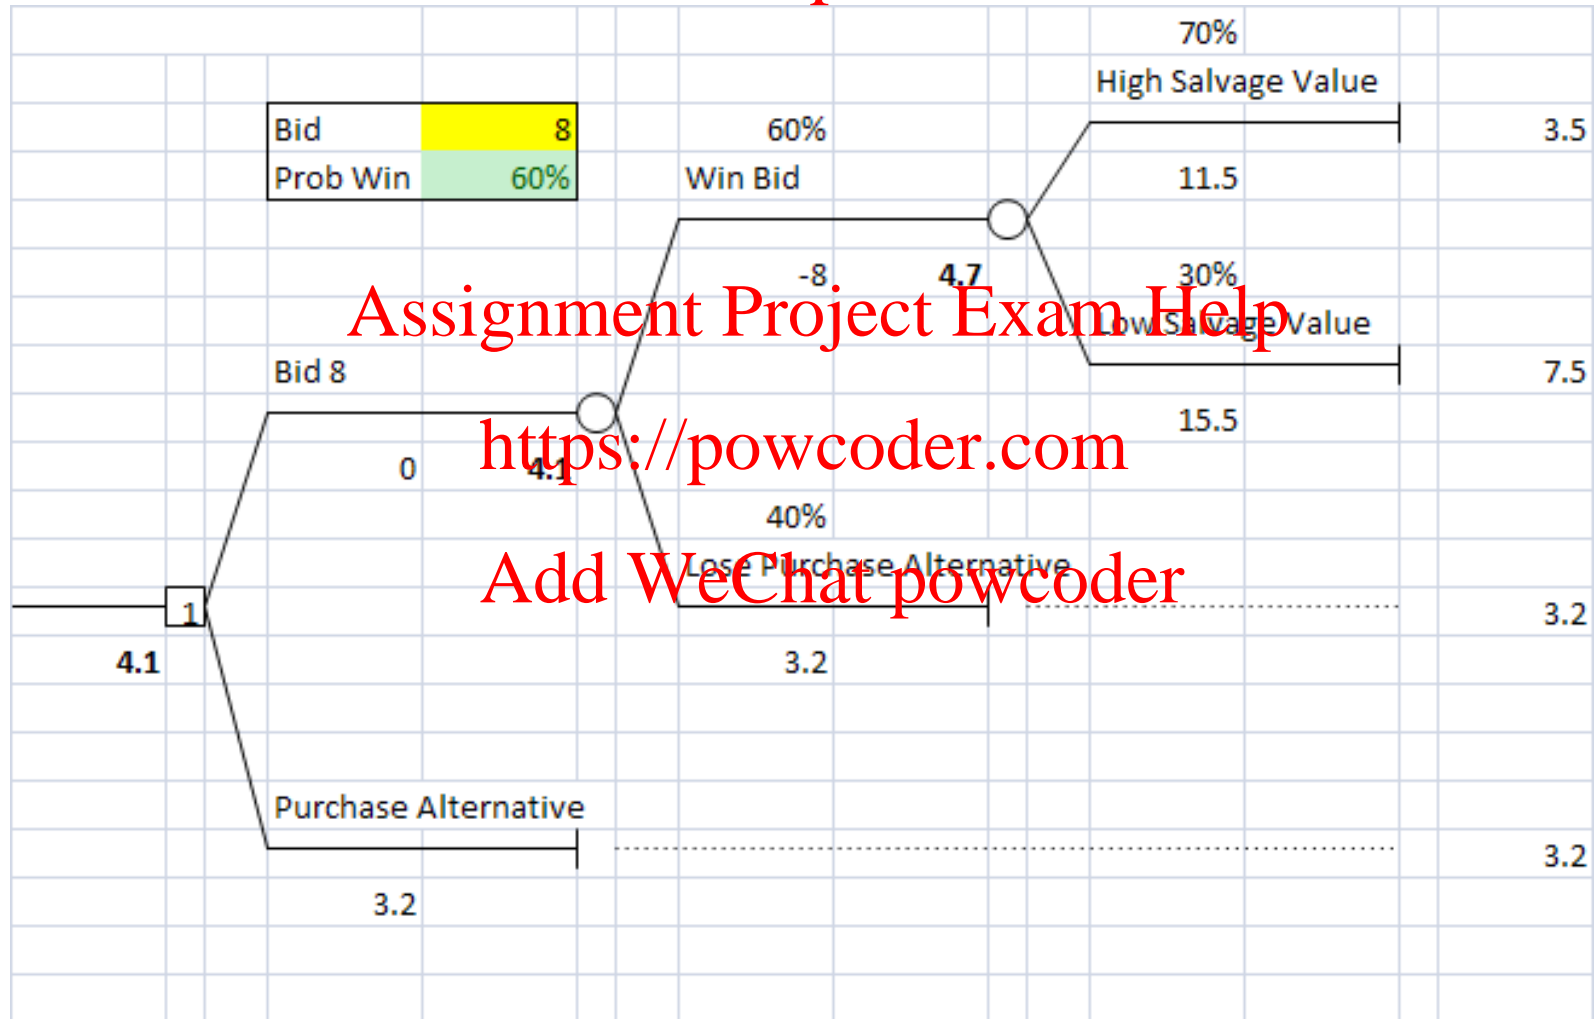 70%
High Salvage Value
Bid 8 60% 3.5
Prob Win 60% Win Bid 11.5
-8 4.7 30%
Assignment Project Exam Help
Low Salvage Value
Bid 8 7.5
15.5
https://powcoder.com
0 4.1
40%
Lose Purchase Alternative
Add WeChat powcoder
1 3.2
4.1 3.2
Purchase Alternative
3.2
3.2